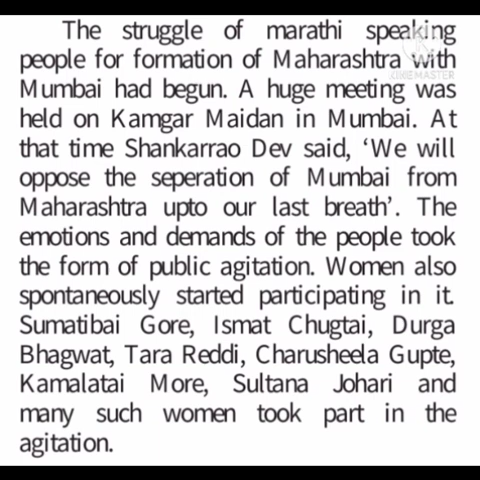 The struggle of marathi speaking
people for formation of Maharashtra with
Mumbai had begun. A huge meeting was
held on Kamgar Maidan in Mumbai. At
that time Shankarrao Dev said, ‘We will
oppose the seperation of Mumbai from
Maharashtra upto our last breath’. The
emotions and demands of the people took
the form of public agitation. Women also
spontaneously started participating in it.
Sumatibai Gore, Ismat Chugtai, Durga
Bhagwat, Tara Reddi, Charusheela Gupte,
Kamalatai More, Sultana Johari and
many such women took part in the
agitation.
KINEMASTER